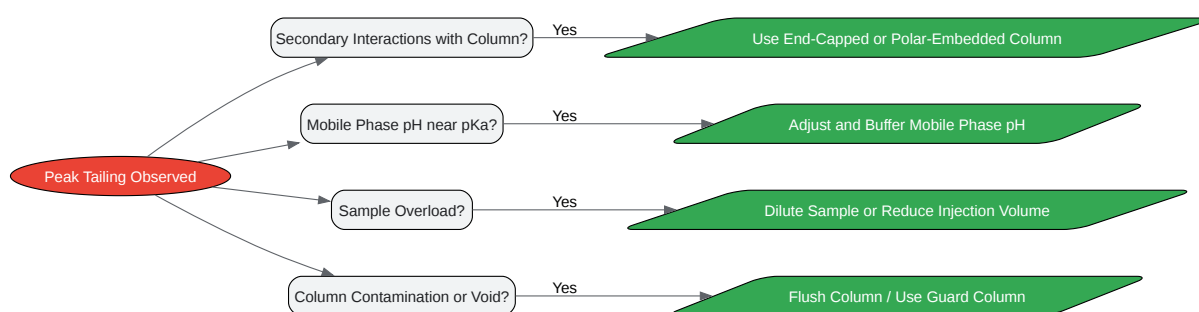 Peak Tailing Observed
Secondary Interactions with Column?
Yes
Use End-Capped or Polar-Embedded Column
Mobile Phase pH near pKa?
Yes
Adjust and Buffer Mobile Phase pH
Sample Overload?
Yes
Dilute Sample or Reduce Injection Volume
Column Contamination or Void?
Yes
Flush Column / Use Guard Column